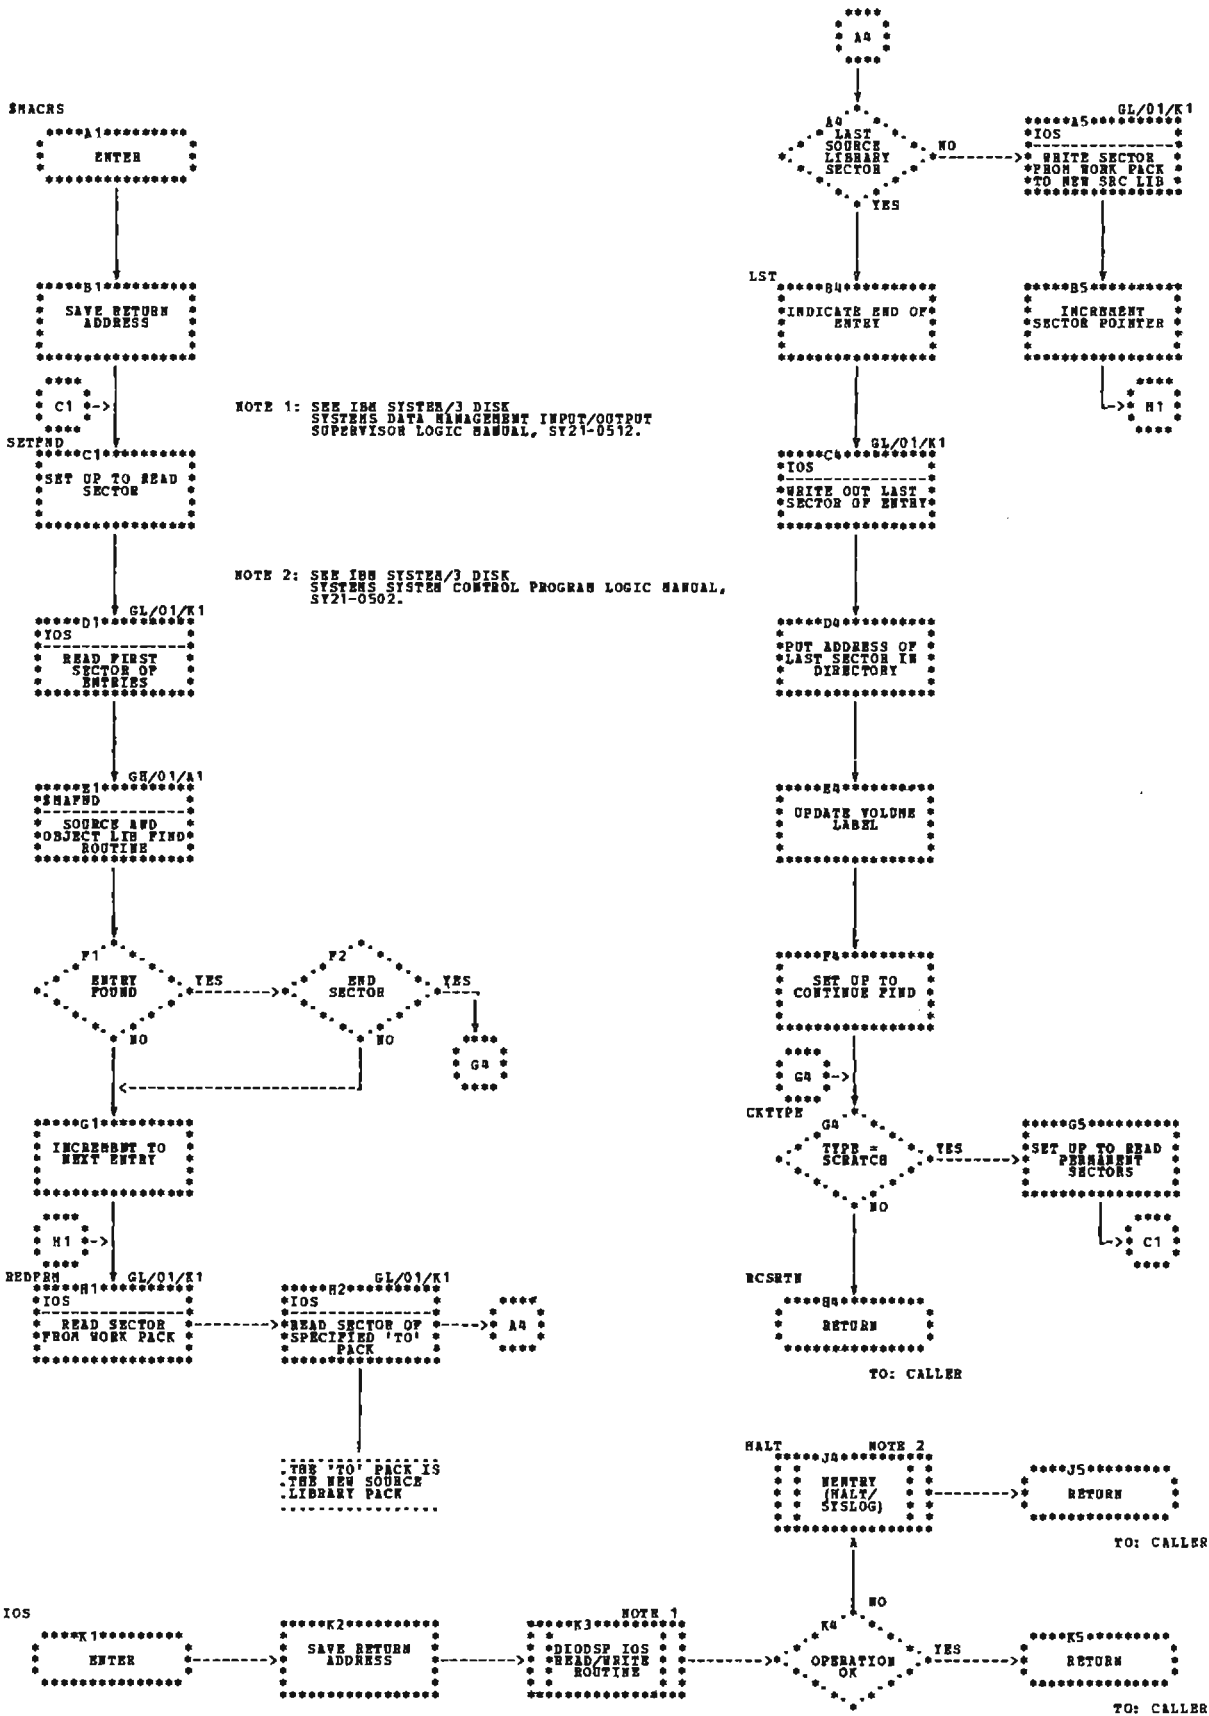 $MACRS
A1
ENTER
B1
SAVE RETURN
ADDRESS
C1
SETFND
C1
SET UP TO READ
SECTOR
NOTE 1: SEE IBM SYSTEM/3 DISK
SYSTEMS DATA MANAGEMENT INPUT/OUTPUT
SUPERVISOR LOGIC MANUAL, SY21-0512.
NOTE 2: SEE IBM SYSTEM/3 DISK
SYSTEMS SYSTEM CONTROL PROGRAM LOGIC MANUAL,
SY21-0502.
GL/01/K1
D1
IOS
READ FIRST
SECTOR OF
ENTRIES
GH/01/A1
E1
$MAFND
SOURCE AND
OBJECT LIB FIND
ROUTINE
F1
ENTRY
FOUND
YES
NO
F2
END
SECTOR
YES
NO
G4
G1
INCREMENT TO
NEXT ENTRY
H1
REDPRM
GL/01/K1
H1
IOS
READ SECTOR
FROM WORK PACK
GL/01/K1
H2
IOS
READ SECTOR OF
SPECIFIED 'TO'
PACK
A4
THE 'TO' PACK IS
THE NEW SOURCE
LIBRARY PACK
A4
A4
LAST
SOURCE
LIBRARY
SECTOR
NO
YES
GL/01/K1
A5
IOS
WRITE SECTOR
FROM WORK PACK
TO NEW SRC LIB
LST
B4
INDICATE END OF
ENTRY
B5
INCREMENT
SECTOR POINTER
H1
GL/01/K1
C4
IOS
WRITE OUT LAST
SECTOR OF ENTRY
D4
PUT ADDRESS OF
LAST SECTOR IN
DIRECTORY
E4
UPDATE VOLUME
LABEL
F4
SET UP TO
CONTINUE FIND
G4
CKTYPE
G4
TYPE =
SCRATCH
YES
NO
G5
SET UP TO READ
PERMANENT
SECTORS
C1
RCSRTN
H4
RETURN
TO: CALLER
HALT
NOTE 2
J4
NENTRY
(HALT/
SYSLOG)
J5
RETURN
TO: CALLER
IOS
K1
ENTER
K2
SAVE RETURN
ADDRESS
NOTE 1
K3
DIODSP IOS
READ/WRITE
ROUTINE
K4
OPERATION
OK
NO
YES
K5
RETURN
TO: CALLER